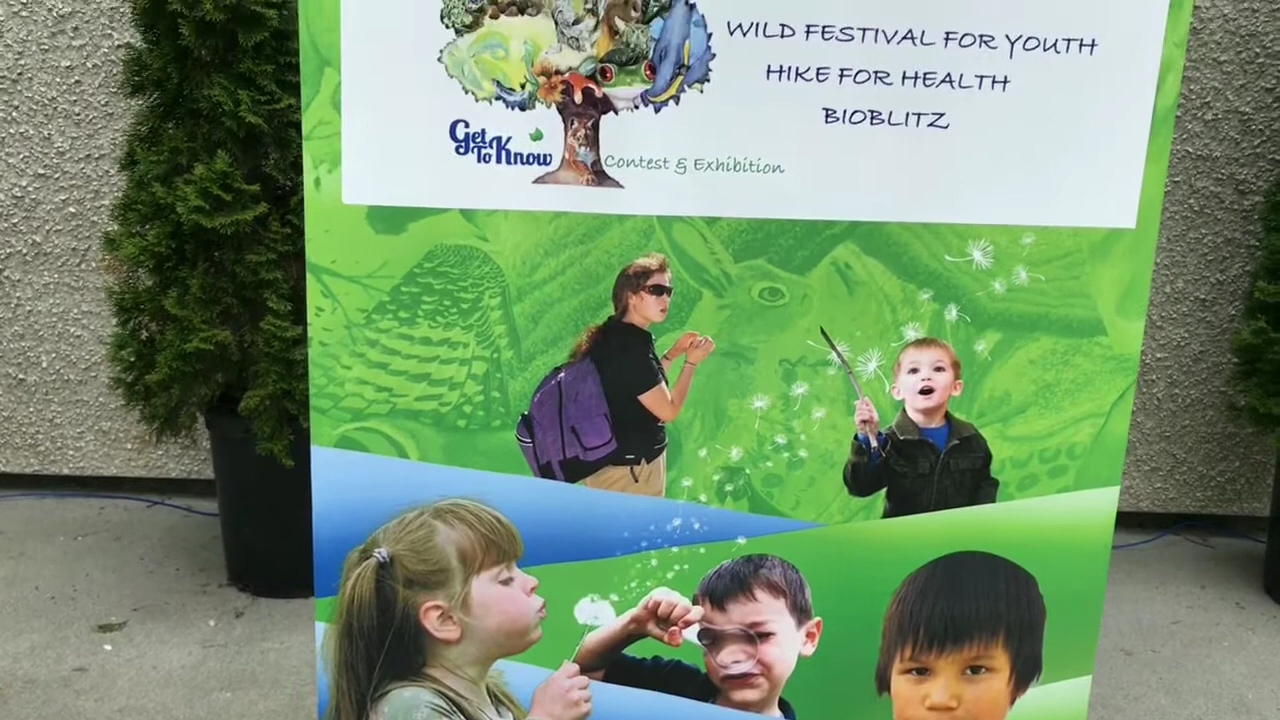 WILD FESTIVAL FOR YOUTH
HIKE FOR HEALTH
BIOBLITZ
Get
To Know
Contest & Exhibition